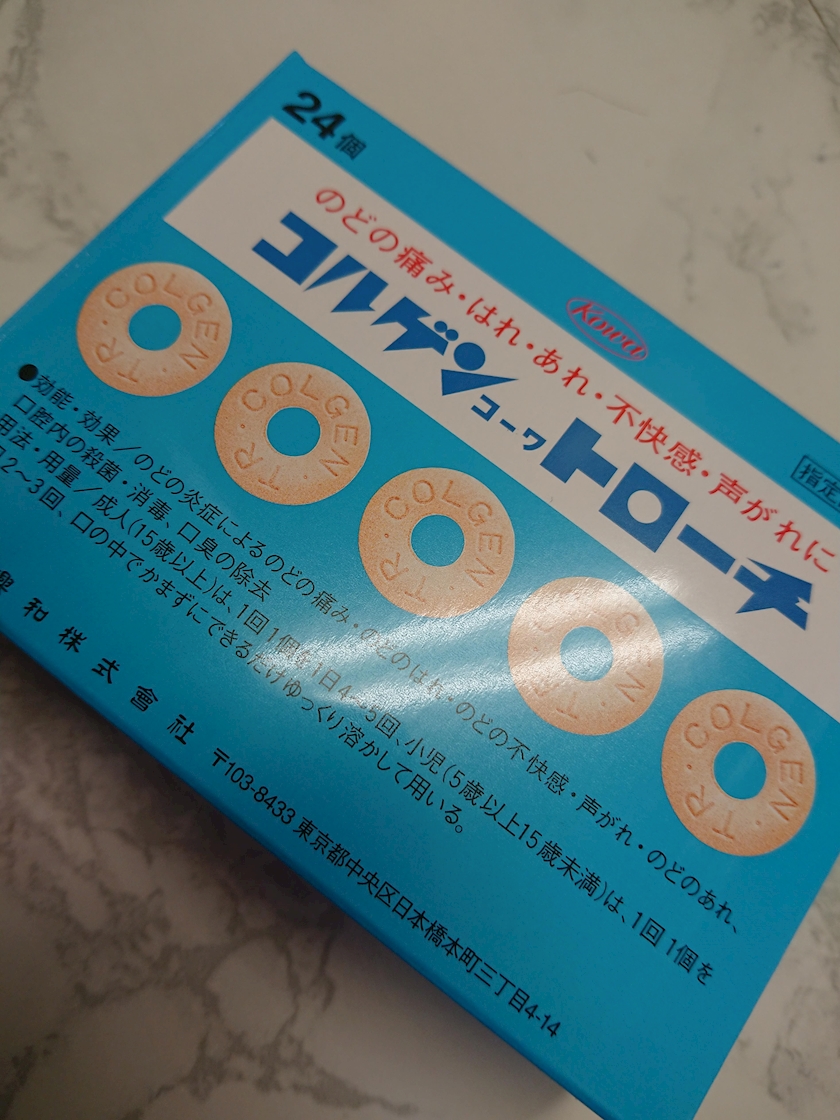 24個
のどの痛み・はれ・あれ・不快感・声がれに
Kowa
コルゲンコーワトローチ
指定
COLGEN・TR・
COLGEN・TR・
COLGEN・TR・
COLGEN・TR・
COLGEN・TR・
●効能・効果/のどの炎症によるのどの痛み・のどのはれ・のどの不快感・声がれ・のどのあれ、
口腔内の殺菌・消毒、口臭の除去
用法・用量/成人(15歳以上)は、1回1個を1日4〜5回、小児(5歳以上15歳未満)は、1回1個を
2〜3回、口の中でかまずにできるだけゆっくり溶かして用いる。
興和株式會社 〒103-8433 東京都中央区日本橋本町三丁目4-14